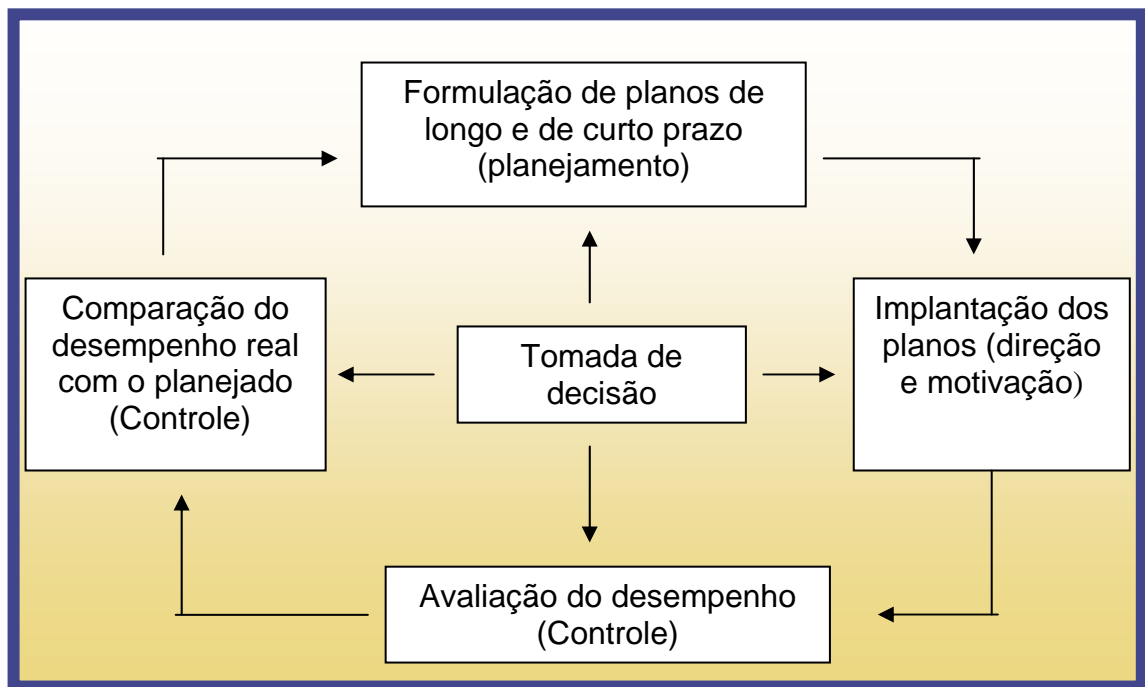 Formulação de planos de
longo e de curto prazo
(planejamento)
Comparação do
desempenho real
com o planejado
(Controle)
Tomada de
decisão
Implantação dos
planos (direção
e motivação)
Avaliação do desempenho
(Controle)